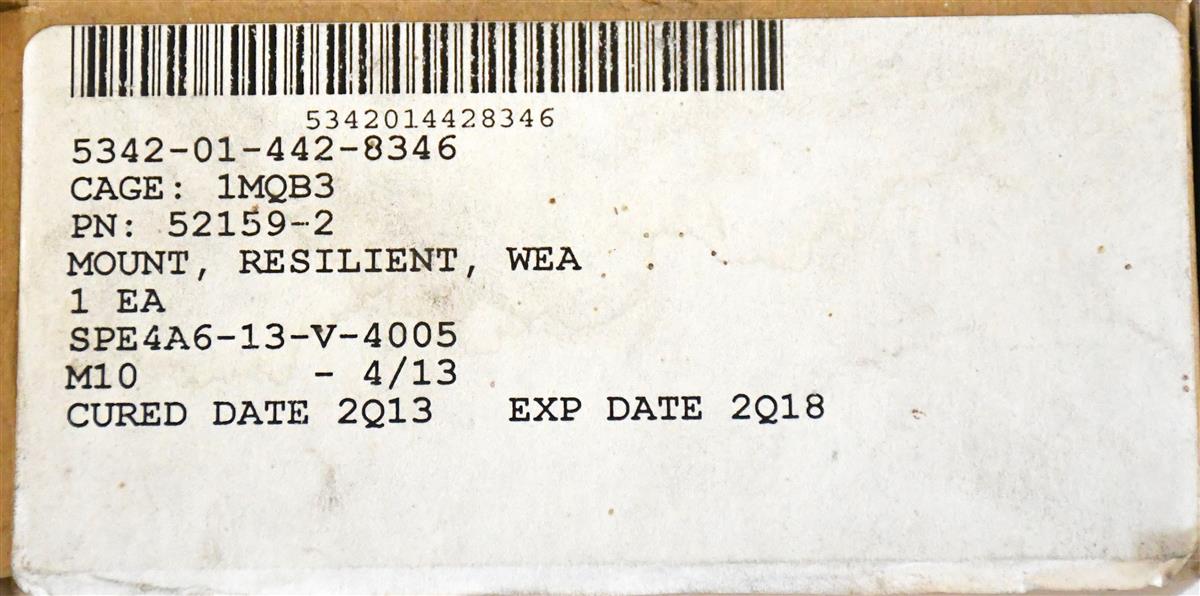 5342014428346
5342-01-442-8346
CAGE: 1MQB3
PN: 52159-2
MOUNT, RESILIENT, WEA
1 EA
SPE4A6-13-V-4005
M10 - 4/13
CURED DATE 2Q13 EXP DATE 2Q18